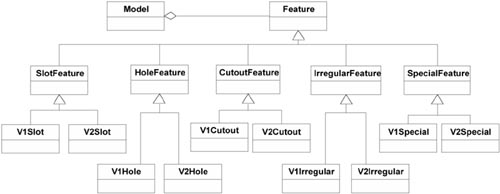 Model Feature
SlotFeature HoleFeature CutoutFeature IrregularFeature SpecialFeature
V1Slot V2Slot V1Cutout V2Cutout V1Special V2Special
V1Hole V2Hole V1Irregular V2Irregular